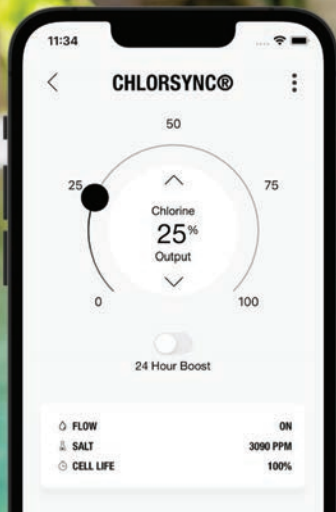 11:34
CHLORSYNC®
50
25
75
Chlorine
25%
Output
0
100
24 Hour Boost
FLOW ON
SALT 3090 PPM
CELL LIFE 100%